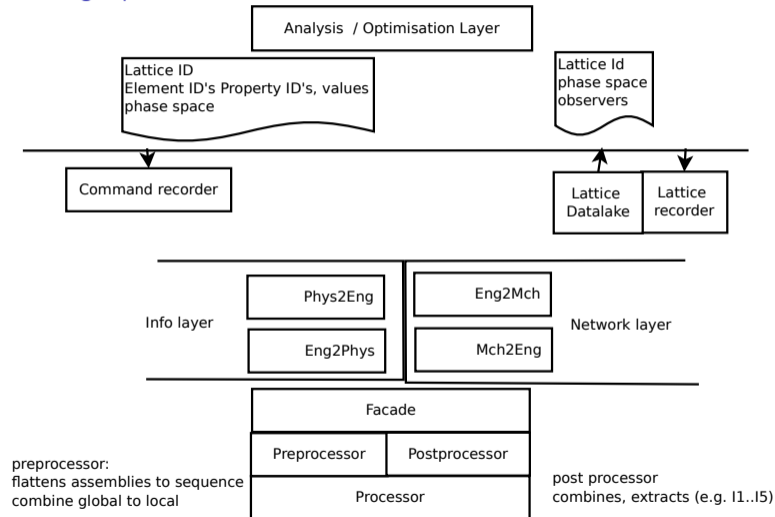 Analysis / Optimisation Layer
Lattice ID
Element ID's Property ID's, values
phase space
Lattice Id
phase space
observers
Command recorder
Lattice
Datalake
Lattice
recorder
Info layer
Phys2Eng
Eng2Phys
Eng2Mch
Mch2Eng
Network layer
Facade
Preprocessor
Postprocessor
Processor
preprocessor:
flattens assemblies to sequence
combine global to local
post processor
combines, extracts (e.g. I1..I5)